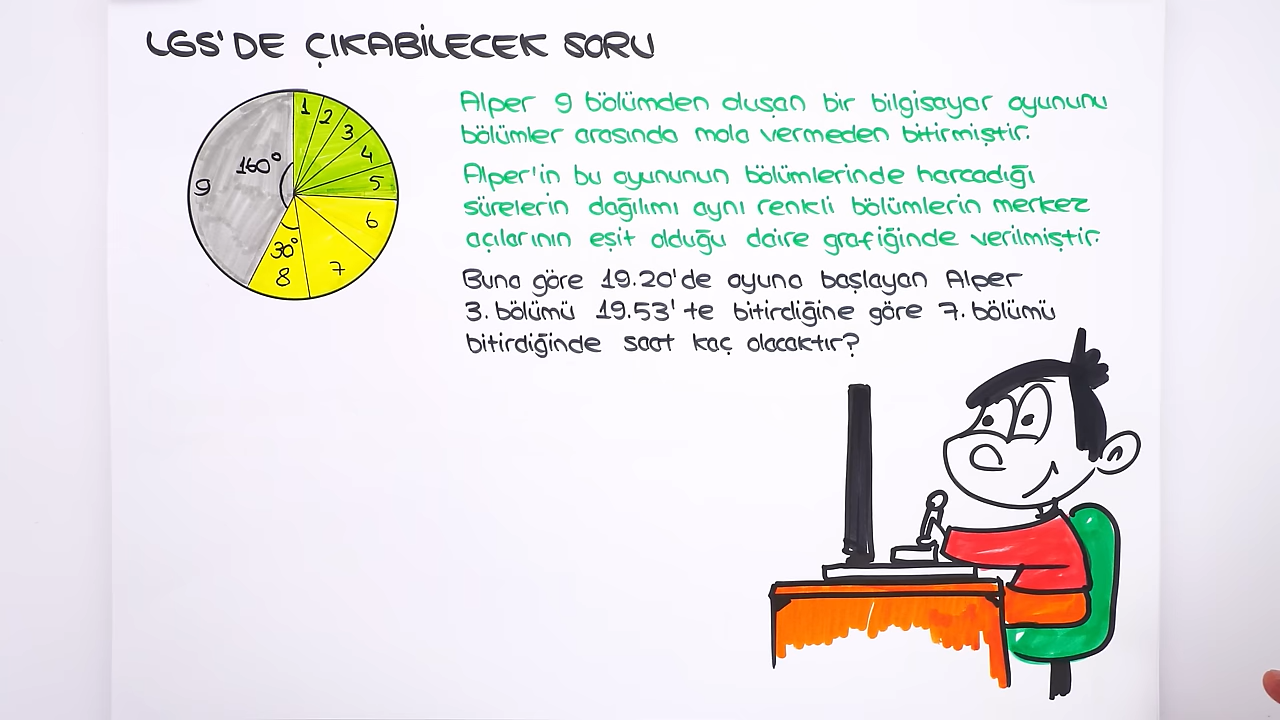 LGS'DE ÇIKABİLECEK SORU
1
2
3
4
5
6
7
8
9
160°
30°
Alper 9 bölümden oluşan bir bilgisayar oyununu
bölümler arasında mola vermeden bitirmiştir.
Alper'in bu oyununun bölümlerinde harcadığı
sürelerin dağılımı aynı renkli bölümlerin merkez
açılarının eşit olduğu daire grafiğinde verilmiştir.
Buna göre 19.20'de oyuna başlayan Alper
3. bölümü 19.53'te bitirdiğine göre 7. bölümü
bitirdiğinde saat kaç olacaktır?